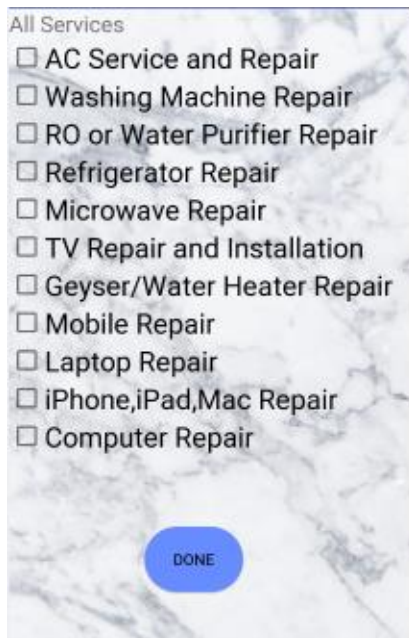 All Services
AC Service and Repair
Washing Machine Repair
RO or Water Purifier Repair
Refrigerator Repair
Microwave Repair
TV Repair and Installation
Geyser/Water Heater Repair
Mobile Repair
Laptop Repair
iPhone,iPad,Mac Repair
Computer Repair
DONE